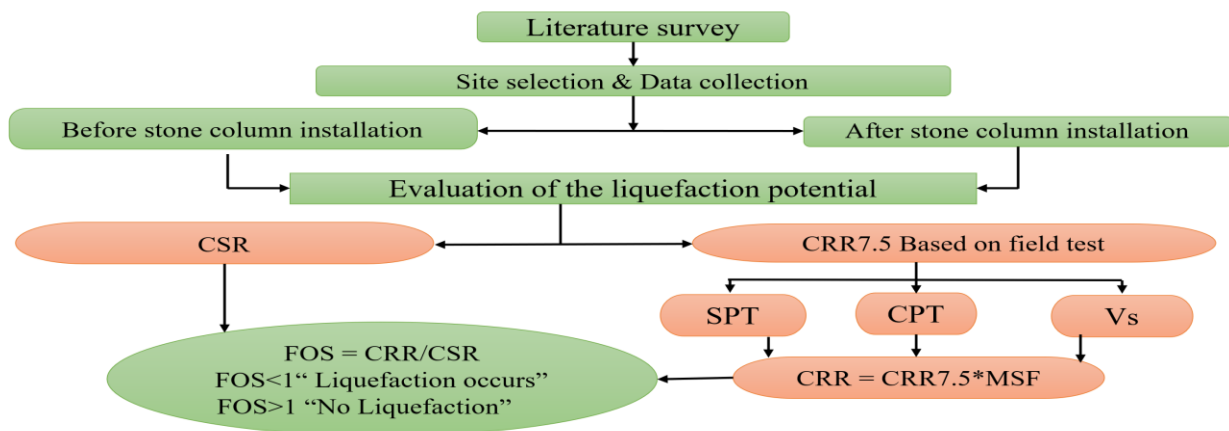 Literature survey
Site selection & Data collection
Before stone column installation
After stone column installation
Evaluation of the liquefaction potential
CSR
CRR7.5 Based on field test
SPT
CPT
Vs
FOS = CRR/CSR
FOS<1“ Liquefaction occurs”
FOS>1 “No Liquefaction”
CRR = CRR7.5*MSF